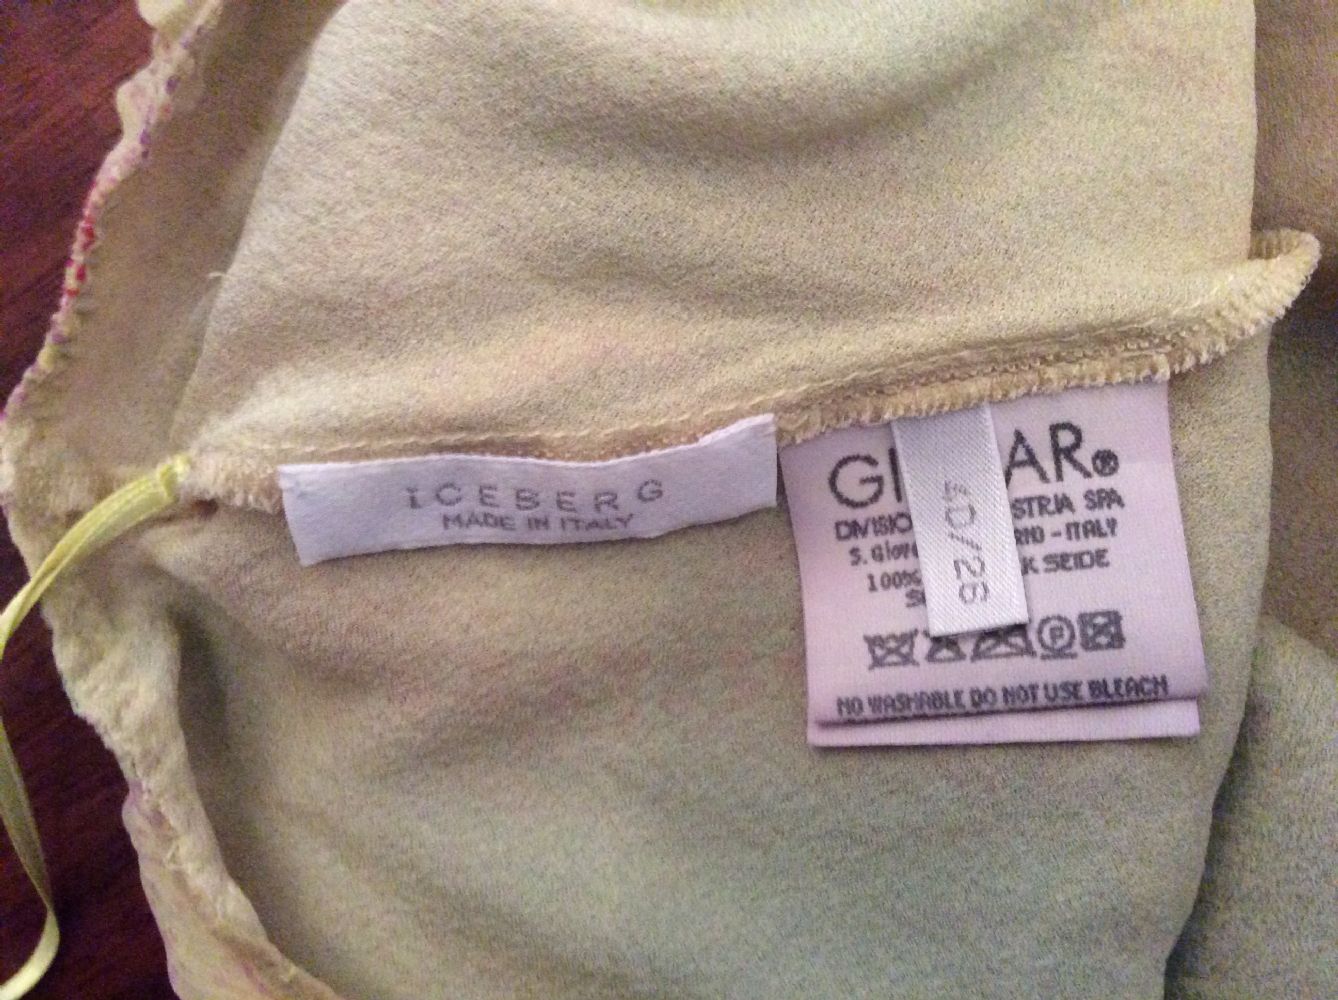 ICEBERG
MADE IN ITALY
GI AR®
DIVISIO STRIA SPA
S. Giov RNO - ITALY
100% K SEIDE
40/26
NO WASHABLE DO NOT USE BLEACH